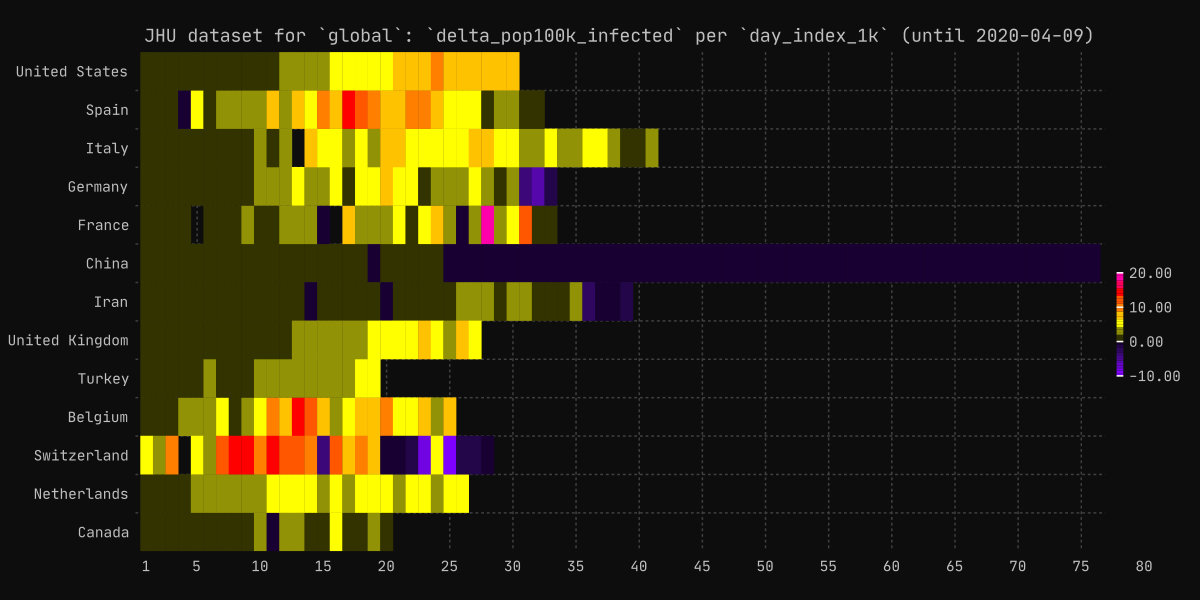 JHU dataset for `global`: `delta_pop100k_infected` per `day_index_1k` (until 2020-04-09)
United States
Spain
Italy
Germany
France
China
Iran
United Kingdom
Turkey
Belgium
Switzerland
Netherlands
Canada
20.00
10.00
0.00
-10.00
1 5 10 15 20 25 30 35 40 45 50 55 60 65 70 75 80